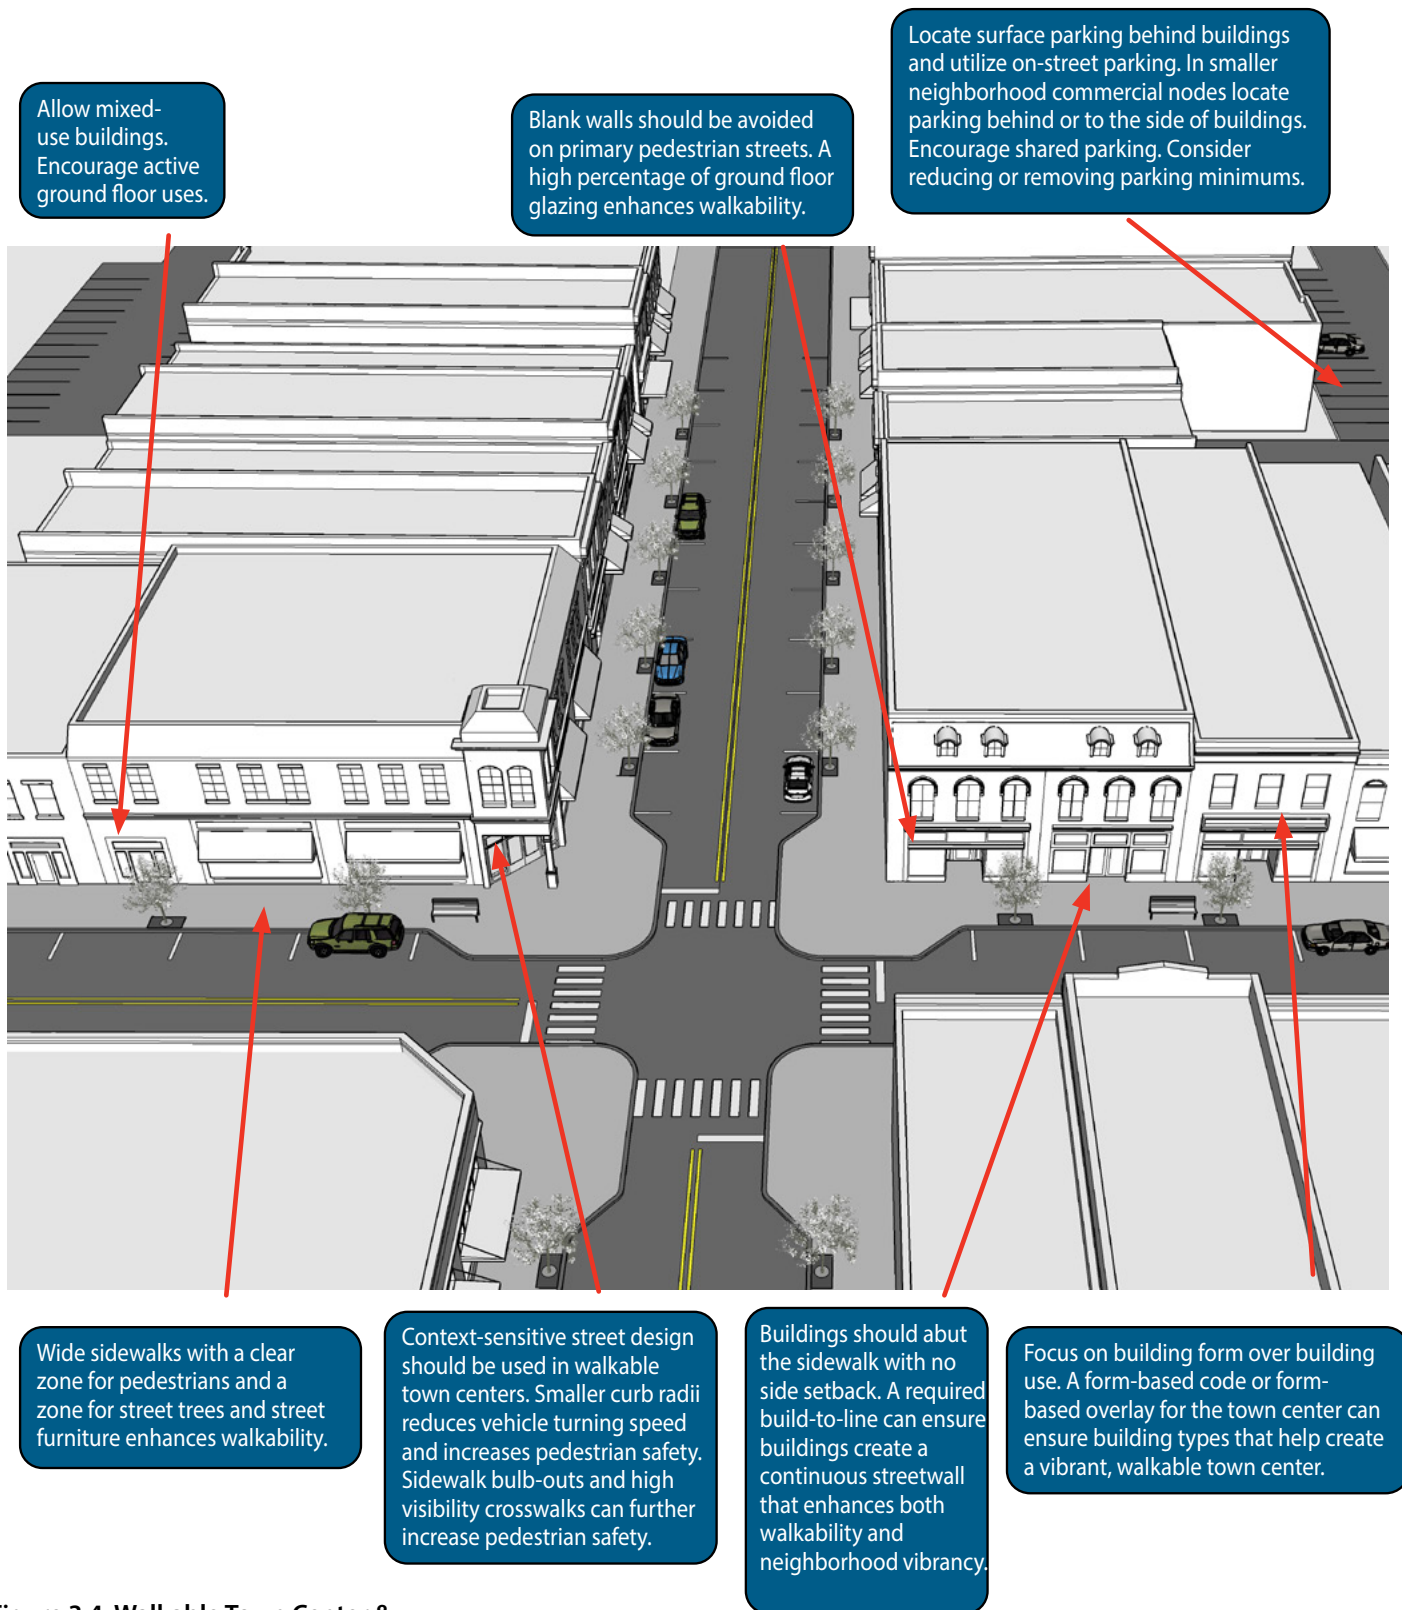 Locate surface parking behind buildings
and utilize on-street parking. In smaller
neighborhood commercial nodes locate
parking behind or to the side of buildings.
Encourage shared parking. Consider
reducing or removing parking minimums.
Allow mixed-
use buildings.
Encourage active
ground floor uses.
Blank walls should be avoided
on primary pedestrian streets. A
high percentage of ground floor
glazing enhances walkability.
Wide sidewalks with a clear
zone for pedestrians and a
zone for street trees and street
furniture enhances walkability.
Context-sensitive street design
should be used in walkable
town centers. Smaller curb radii
reduces vehicle turning speed
and increases pedestrian safety.
Sidewalk bulb-outs and high
visibility crosswalks can further
increase pedestrian safety.
Buildings should abut
the sidewalk with no
side setback. A required
build-to-line can ensure
buildings create a
continuous streetwall
that enhances both
walkability and
neighborhood vibrancy.
Focus on building form over building
use. A form-based code or form-
based overlay for the town center can
ensure building types that help create
a vibrant, walkable town center.